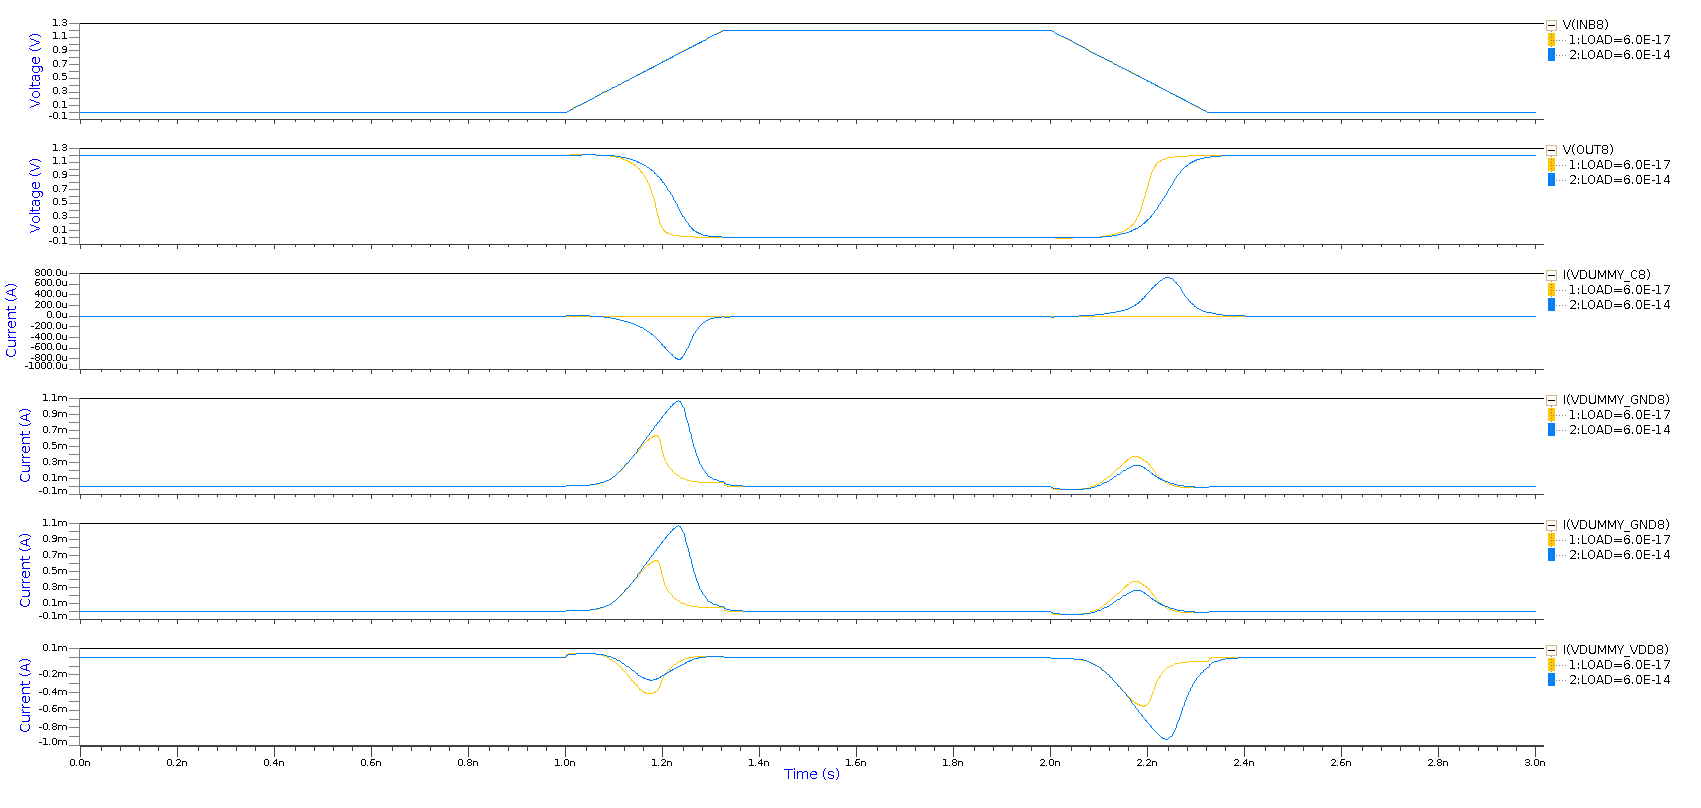 1.3
1.1
0.9
0.7
0.5
0.3
0.1
-0.1
Voltage (V)
V(INB8)
1:LOAD=6.0E-17
2:LOAD=6.0E-14
1.3
1.1
0.9
0.7
0.5
0.3
0.1
-0.1
Voltage (V)
V(OUT8)
1:LOAD=6.0E-17
2:LOAD=6.0E-14
800.0u
600.0u
400.0u
200.0u
0.0u
-200.0u
-400.0u
-600.0u
-800.0u
-1000.0u
Current (A)
I(VDUMMY_C8)
1:LOAD=6.0E-17
2:LOAD=6.0E-14
1.1m
0.9m
0.7m
0.5m
0.3m
0.1m
-0.1m
Current (A)
I(VDUMMY_GND8)
1:LOAD=6.0E-17
2:LOAD=6.0E-14
1.1m
0.9m
0.7m
0.5m
0.3m
0.1m
-0.1m
Current (A)
I(VDUMMY_GND8)
1:LOAD=6.0E-17
2:LOAD=6.0E-14
0.1m
-0.2m
-0.4m
-0.6m
-0.8m
-1.0m
Current (A)
I(VDUMMY_VDD8)
1:LOAD=6.0E-17
2:LOAD=6.0E-14
0.0n 0.2n 0.4n 0.6n 0.8n 1.0n 1.2n 1.4n 1.6n 1.8n 2.0n 2.2n 2.4n 2.6n 2.8n 3.0n
Time (s)